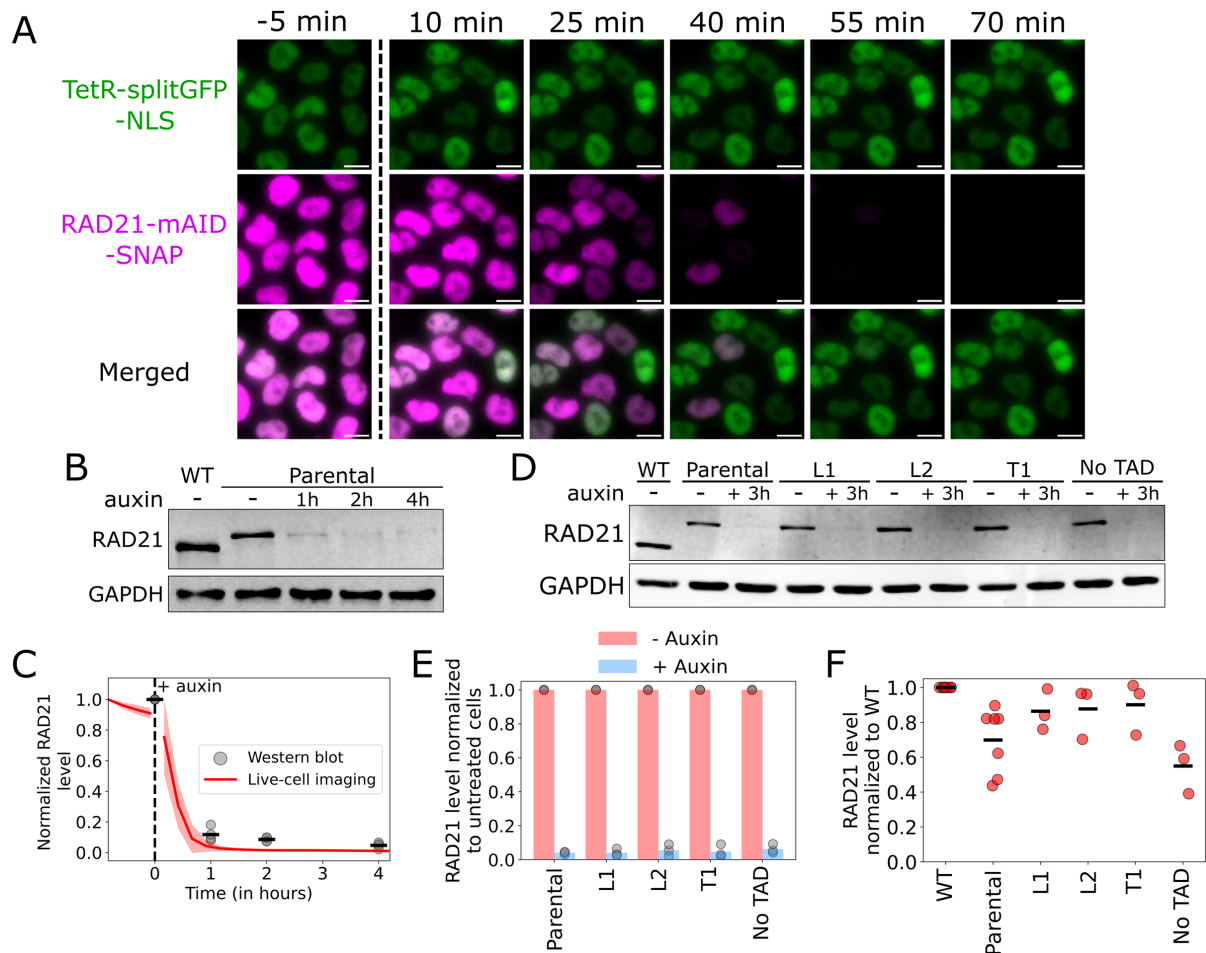 A
-5 min 10 min 25 min 40 min 55 min 70 min
TetR-splitGFP
-NLS
RAD21-mAID
-SNAP
Merged
B
WT Parental
auxin - - 1h 2h 4h
RAD21
GAPDH
D
WT Parental L1 L2 T1 No TAD
auxin - - + 3h - + 3h - + 3h - + 3h - + 3h
RAD21
GAPDH
C
+ auxin
Normalized RAD21
level
1.0
0.8
0.6
0.4
0.2
0.0
Western blot
Live-cell imaging
0 1 2 3 4
Time (in hours)
E
- Auxin
+ Auxin
RAD21 level normalized
to untreated cells
1.0
0.8
0.6
0.4
0.2
0.0
Parental
L1
L2
T1
No TAD
F
RAD21 level
normalized to WT
1.0
0.8
0.6
0.4
0.2
0.0
WT
Parental
L1
L2
T1
No TAD